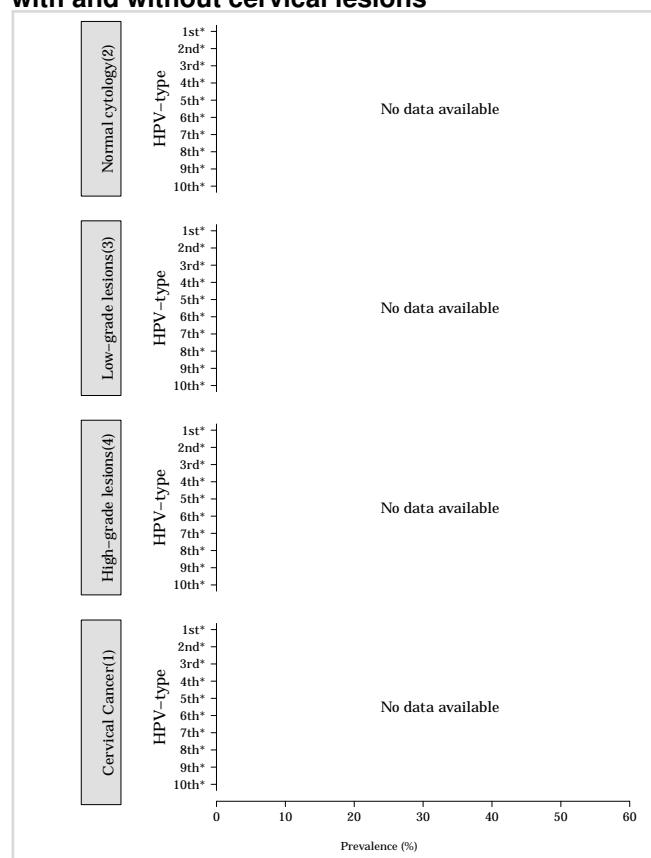 with and without cervical lesions
Normal cytology(2)
HPV−type
1st*
2nd*
3rd*
4th*
5th*
6th*
7th*
8th*
9th*
10th*
No data available
Low−grade lesions(3)
HPV−type
1st*
2nd*
3rd*
4th*
5th*
6th*
7th*
8th*
9th*
10th*
No data available
High−grade lesions(4)
HPV−type
1st*
2nd*
3rd*
4th*
5th*
6th*
7th*
8th*
9th*
10th*
No data available
Cervical Cancer(1)
HPV−type
1st*
2nd*
3rd*
4th*
5th*
6th*
7th*
8th*
9th*
10th*
No data available
0 10 20 30 40 50 60
Prevalence (%)